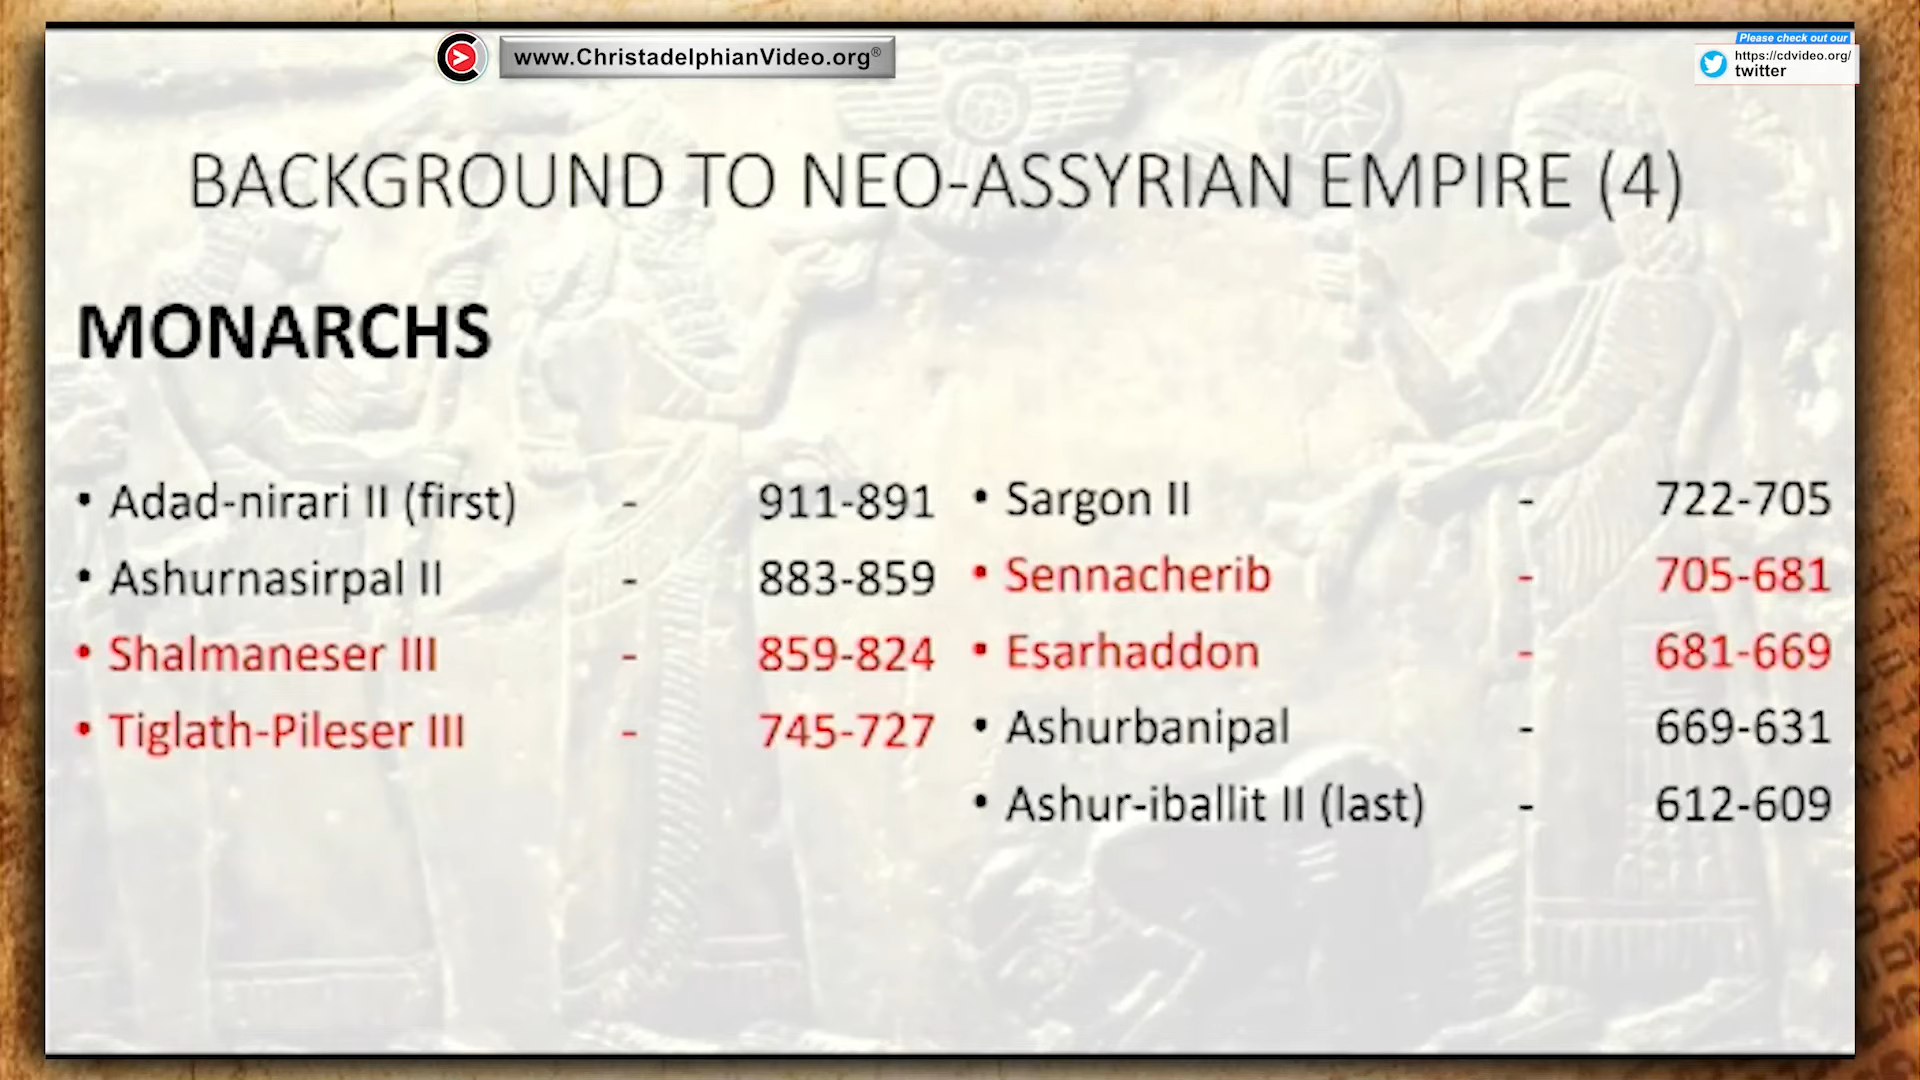 www.ChristadelphianVideo.org®
Please check out our
https://cdvideo.org/
twitter
BACKGROUND TO NEO-ASSYRIAN EMPIRE (4)
MONARCHS
• Adad-nirari II (first) - 911-891
• Ashurnasirpal II - 883-859
• Shalmaneser III - 859-824
• Tiglath-Pileser III - 745-727
• Sargon II - 722-705
• Sennacherib - 705-681
• Esarhaddon - 681-669
• Ashurbanipal - 669-631
• Ashur-iballit II (last) - 612-609